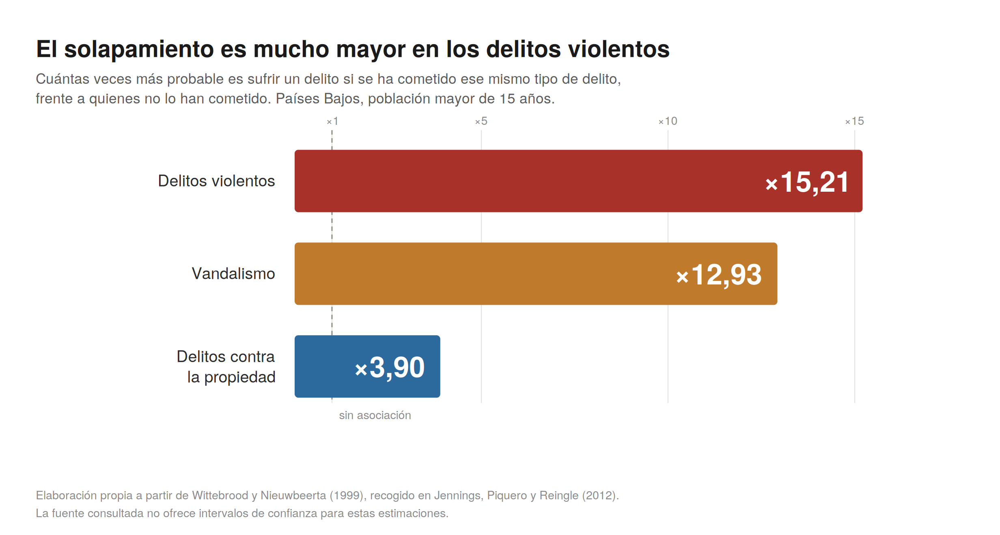 El solapamiento es mucho mayor en los delitos violentos
Cuántas veces más probable es sufrir un delito si se ha cometido ese mismo tipo de delito,
frente a quienes no lo han cometido. Países Bajos, población mayor de 15 años.
×1 ×5 ×10 ×15
Delitos violentos ×15,21
Vandalismo ×12,93
Delitos contra
la propiedad
×3,90
sin asociación
Elaboración propia a partir de Wittebrood y Nieuwbeerta (1999), recogido en Jennings, Piquero y Reingle (2012).
La fuente consultada no ofrece intervalos de confianza para estas estimaciones.